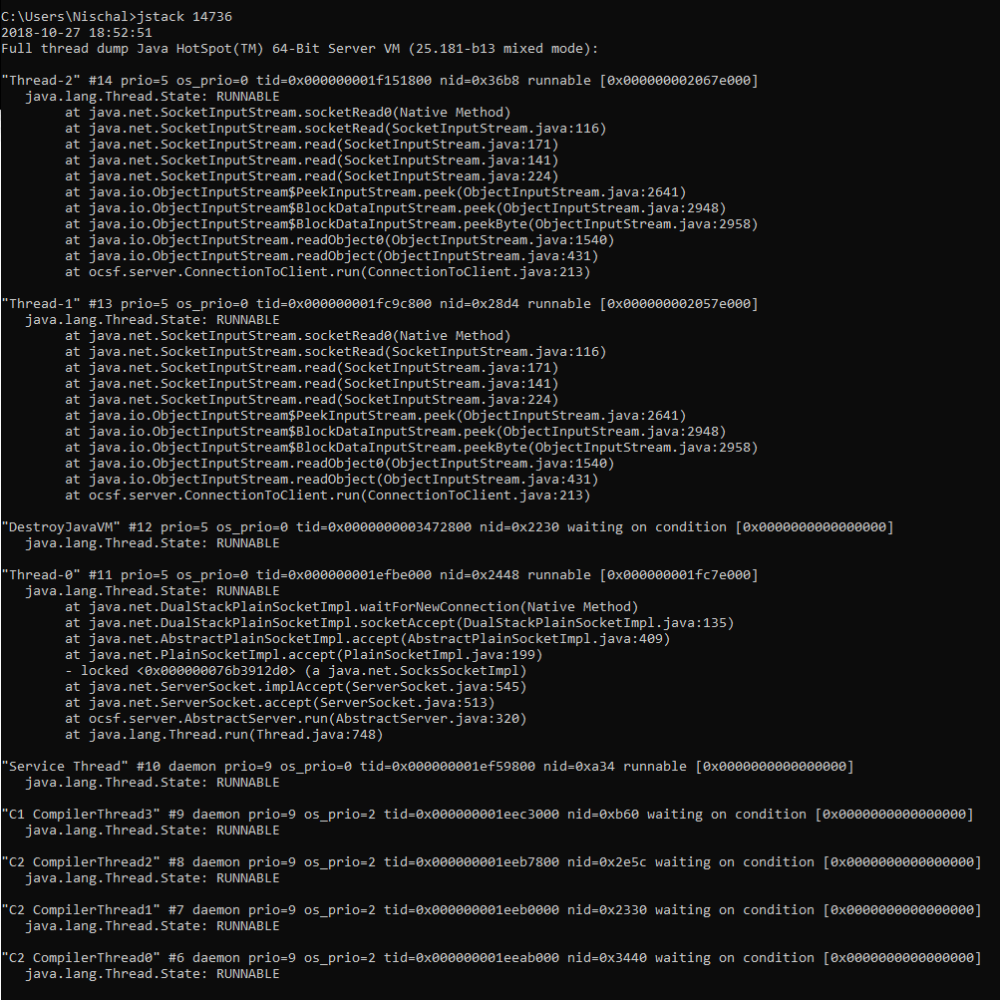 C:\Users\Nischal>jstack 14736
2018-10-27 18:52:51
Full thread dump Java HotSpot(TM) 64-Bit Server VM (25.181-b13 mixed mode):
"Thread-2" #14 prio=5 os_prio=0 tid=0x000000001f151800 nid=0x36b8 runnable [0x000000002067e000]
java.lang.Thread.State: RUNNABLE
at java.net.SocketInputStream.socketRead0(Native Method)
at java.net.SocketInputStream.socketRead(SocketInputStream.java:116)
at java.net.SocketInputStream.read(SocketInputStream.java:171)
at java.net.SocketInputStream.read(SocketInputStream.java:141)
at java.net.SocketInputStream.read(SocketInputStream.java:224)
at java.io.ObjectInputStream$PeekInputStream.peek(ObjectInputStream.java:2641)
at java.io.ObjectInputStream$BlockDataInputStream.peek(ObjectInputStream.java:2948)
at java.io.ObjectInputStream$BlockDataInputStream.peekByte(ObjectInputStream.java:2958)
at java.io.ObjectInputStream.readObject0(ObjectInputStream.java:1540)
at java.io.ObjectInputStream.readObject(ObjectInputStream.java:431)
at ocsf.server.ConnectionToClient.run(ConnectionToClient.java:213)
"Thread-1" #13 prio=5 os_prio=0 tid=0x000000001fc9c800 nid=0x28d4 runnable [0x000000002057e000]
java.lang.Thread.State: RUNNABLE
at java.net.SocketInputStream.socketRead0(Native Method)
at java.net.SocketInputStream.socketRead(SocketInputStream.java:116)
at java.net.SocketInputStream.read(SocketInputStream.java:171)
at java.net.SocketInputStream.read(SocketInputStream.java:141)
at java.net.SocketInputStream.read(SocketInputStream.java:224)
at java.io.ObjectInputStream$PeekInputStream.peek(ObjectInputStream.java:2641)
at java.io.ObjectInputStream$BlockDataInputStream.peek(ObjectInputStream.java:2948)
at java.io.ObjectInputStream$BlockDataInputStream.peekByte(ObjectInputStream.java:2958)
at java.io.ObjectInputStream.readObject0(ObjectInputStream.java:1540)
at java.io.ObjectInputStream.readObject(ObjectInputStream.java:431)
at ocsf.server.ConnectionToClient.run(ConnectionToClient.java:213)
"DestroyJavaVM" #12 prio=5 os_prio=0 tid=0x0000000003472800 nid=0x2230 waiting on condition [0x0000000000000000]
java.lang.Thread.State: RUNNABLE
"Thread-0" #11 prio=5 os_prio=0 tid=0x000000001efbe000 nid=0x2448 runnable [0x000000001fc7e000]
java.lang.Thread.State: RUNNABLE
at java.net.DualStackPlainSocketImpl.waitForNewConnection(Native Method)
at java.net.DualStackPlainSocketImpl.socketAccept(DualStackPlainSocketImpl.java:135)
at java.net.AbstractPlainSocketImpl.accept(AbstractPlainSocketImpl.java:409)
at java.net.PlainSocketImpl.accept(PlainSocketImpl.java:199)
- locked <0x000000076b3912d0> (a java.net.SocksSocketImpl)
at java.net.ServerSocket.implAccept(ServerSocket.java:545)
at java.net.ServerSocket.accept(ServerSocket.java:513)
at ocsf.server.AbstractServer.run(AbstractServer.java:320)
at java.lang.Thread.run(Thread.java:748)
"Service Thread" #10 daemon prio=9 os_prio=0 tid=0x000000001ef59800 nid=0xa34 runnable [0x0000000000000000]
java.lang.Thread.State: RUNNABLE
"C1 CompilerThread3" #9 daemon prio=9 os_prio=2 tid=0x000000001eec3000 nid=0xb60 waiting on condition [0x0000000000000000]
java.lang.Thread.State: RUNNABLE
"C2 CompilerThread2" #8 daemon prio=9 os_prio=2 tid=0x000000001eeb7800 nid=0x2e5c waiting on condition [0x0000000000000000]
java.lang.Thread.State: RUNNABLE
"C2 CompilerThread1" #7 daemon prio=9 os_prio=2 tid=0x000000001eeb0000 nid=0x2330 waiting on condition [0x0000000000000000]
java.lang.Thread.State: RUNNABLE
"C2 CompilerThread0" #6 daemon prio=9 os_prio=2 tid=0x000000001eeab000 nid=0x3440 waiting on condition [0x0000000000000000]
java.lang.Thread.State: RUNNABLE